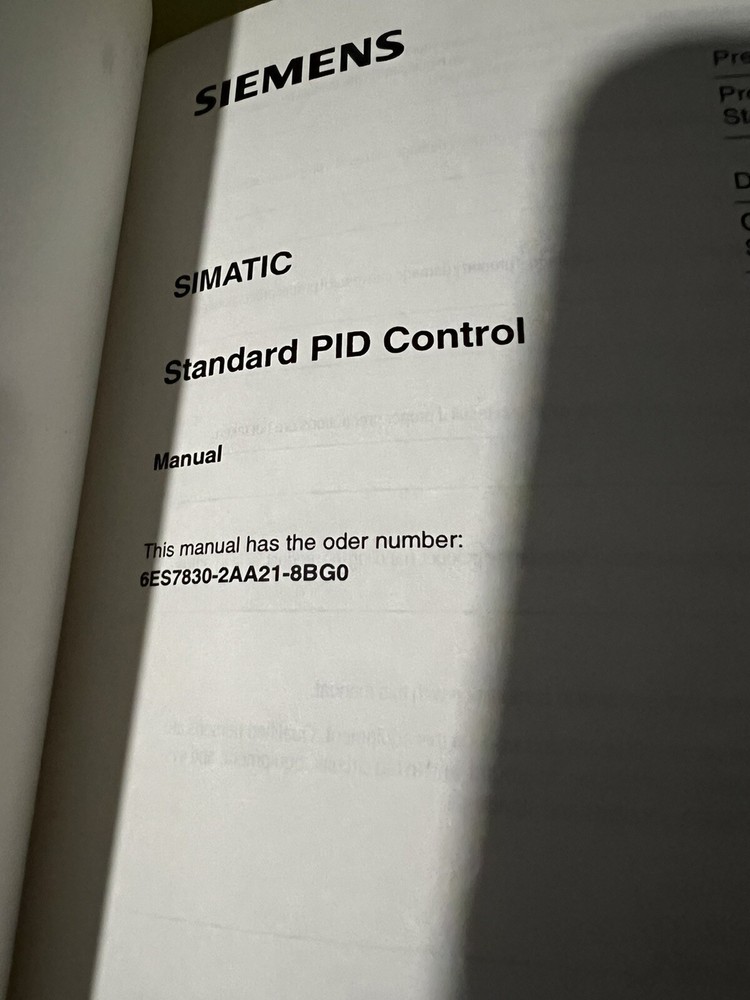 SIEMENS
SIMATIC
Standard PID Control
Manual
This manual has the oder number:
6ES7830-2AA21-8BG0